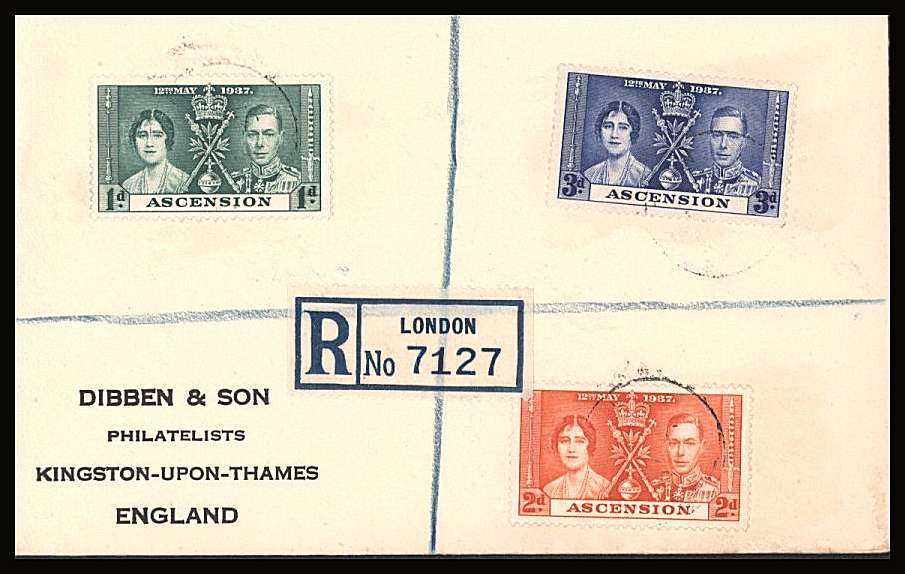 12TH MAY 1937.
1d 1d
ASCENSION
12TH MAY 1937.
3d 3d
ASCENSION
R
LONDON
No 7127
DIBBEN & SON
PHILATELISTS
KINGSTON-UPON-THAMES
ENGLAND
12TH MAY 1937.
2d 2d
ASCENSION